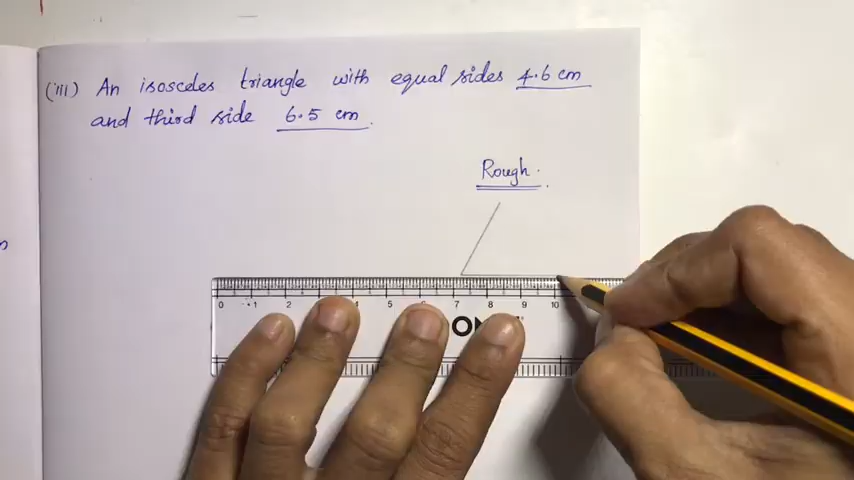 (iii) An isosceles triangle with equal sides 4.6 cm
and third side 6.5 cm.
Rough.
0 1 2 3 4 5 6 7 8 9 10